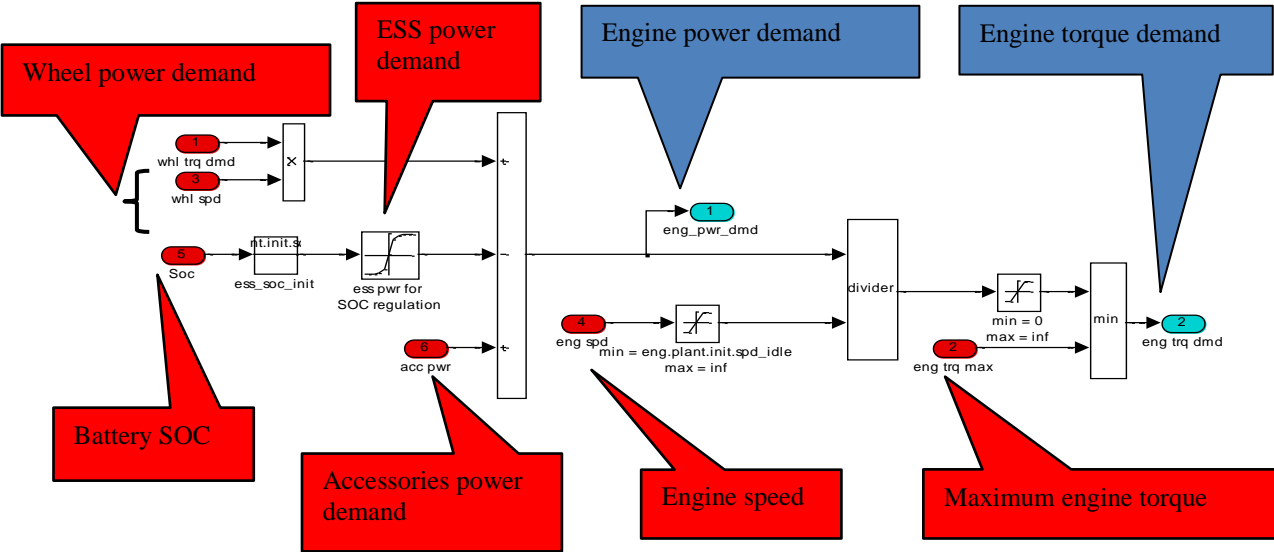 Wheel power demand
ESS power
demand
Engine power demand
Engine torque demand
1
whl trq dmd
3
whl spd
x
+
-
+
5
Soc
nt.init.so
ess_soc_init
ess pwr for
SOC regulation
6
acc pwr
1
eng_pwr_dmd
4
eng spd
min = eng.plant.init.spd_idle
max = inf
divider
min = 0
max = inf
2
eng trq max
min
2
eng trq dmd
Battery SOC
Accessories power
demand
Engine speed
Maximum engine torque